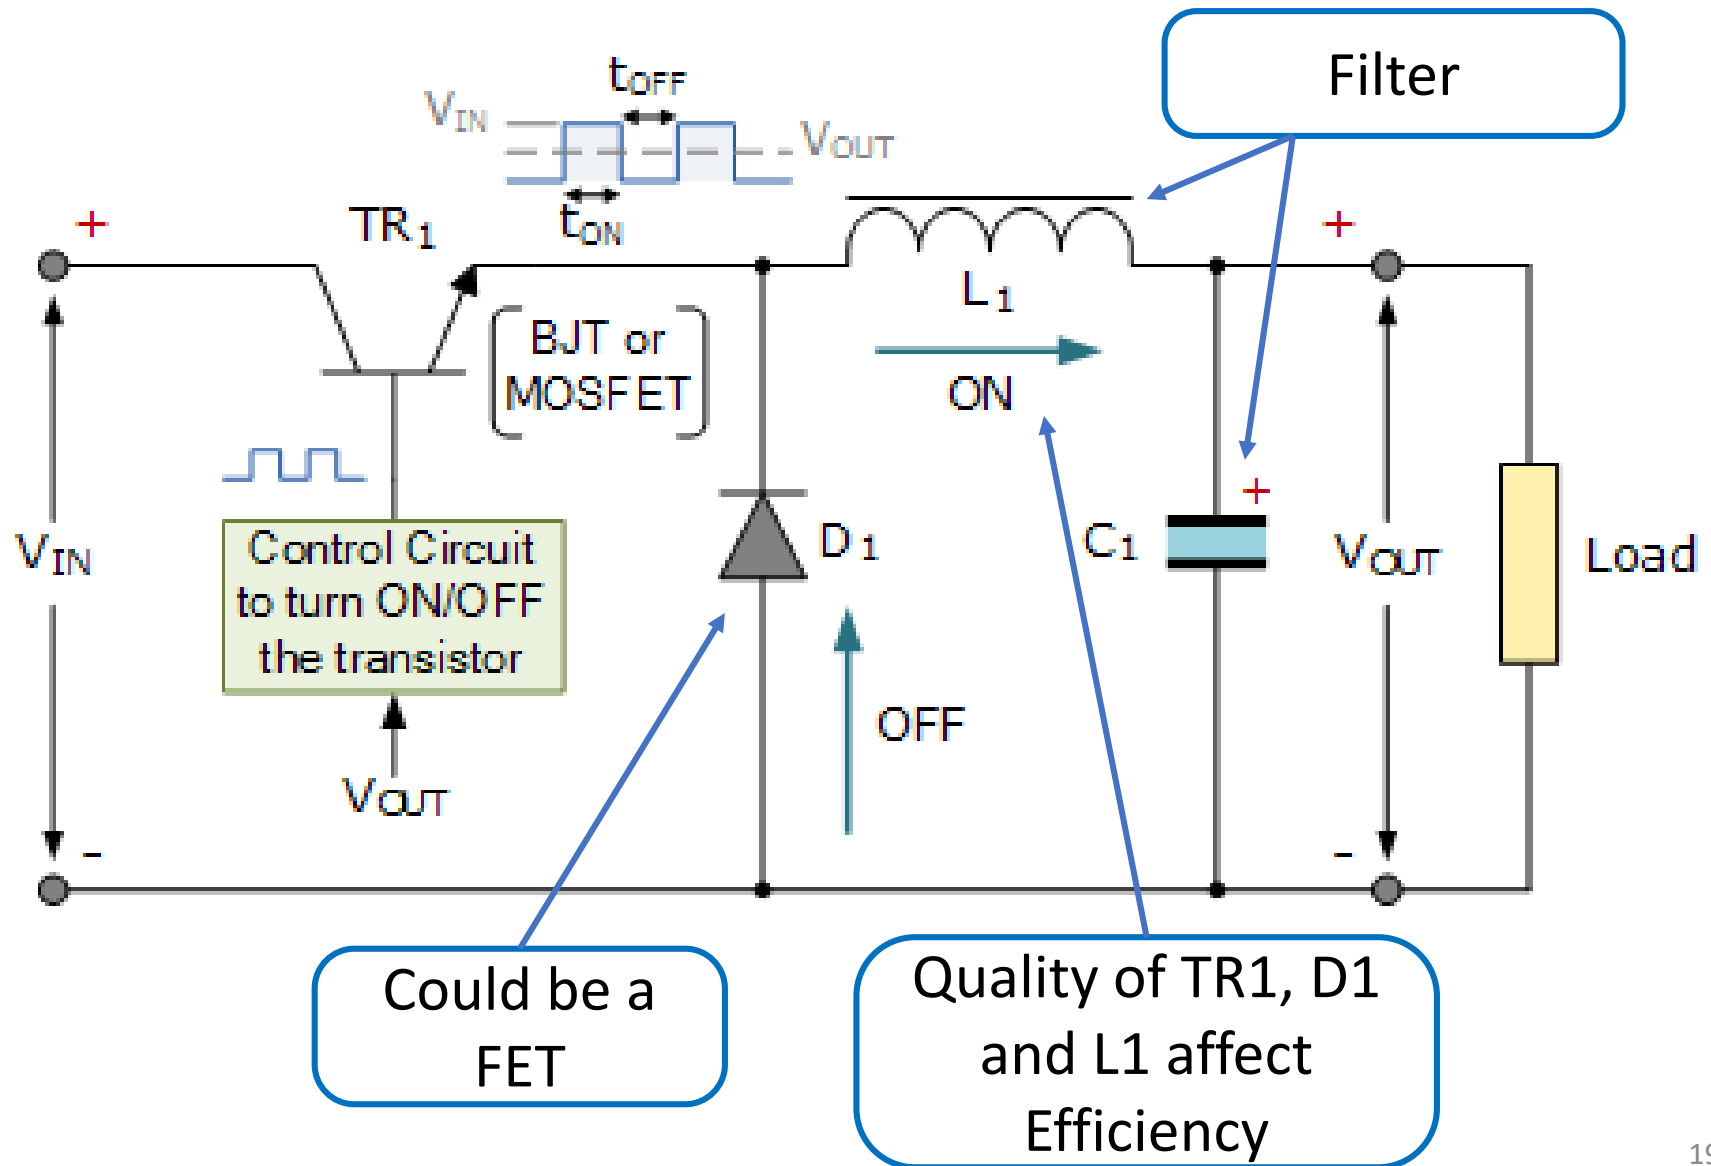 Filter
tOFF
VIN
VOUT
tON
+
TR1
+
L1
BJT or
MOSFET
ON
+
VIN
Control Circuit
to turn ON/OFF
the transistor
D1
C1
VOUT
Load
OFF
VOUT
-
-
Could be a
FET
Quality of TR1, D1
and L1 affect
Efficiency
19